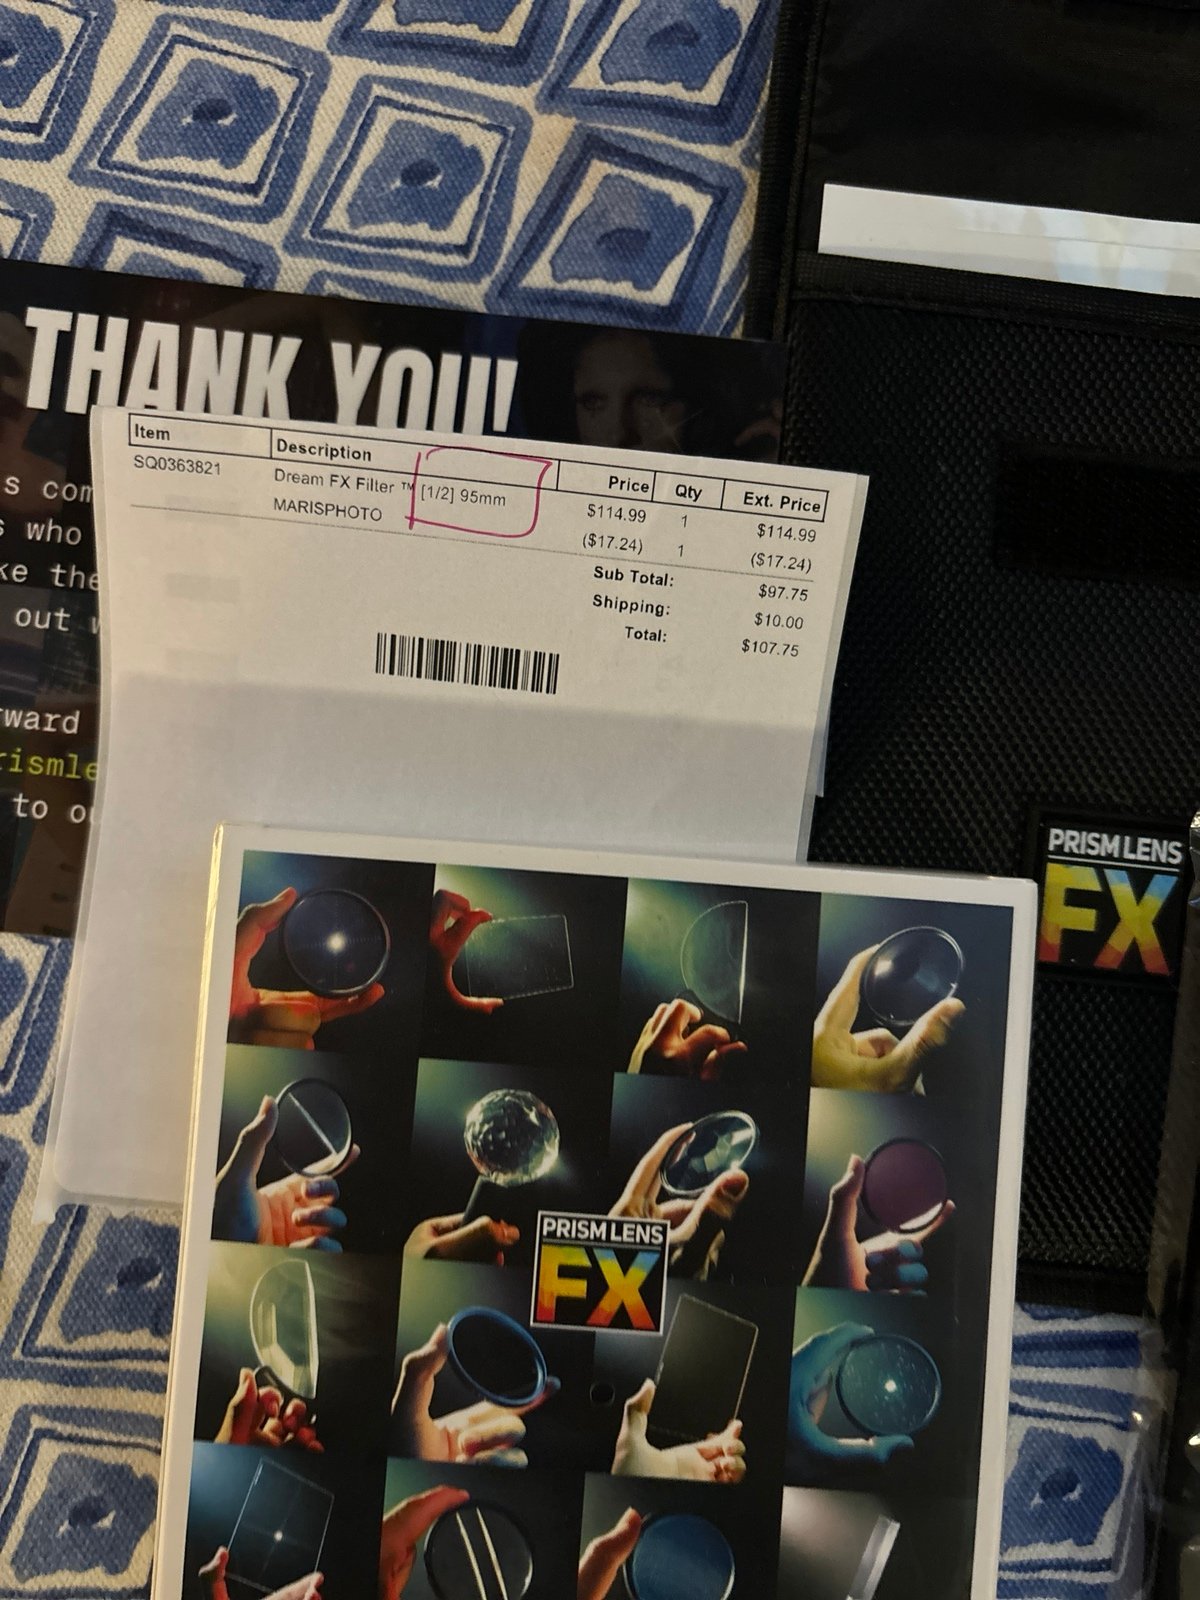 THANK YOU!
s com
s who
ke the
out w
rward
rismle
to ou
Item Description Price Qty Ext. Price
SQ0363821 Dream FX Filter ™ [1/2] 95mm $114.99 1 $114.99
MARISPHOTO ($17.24) 1 ($17.24)
Sub Total: $97.75
Shipping: $10.00
Total: $107.75
PRISM LENS
FX
PRISM LENS
FX